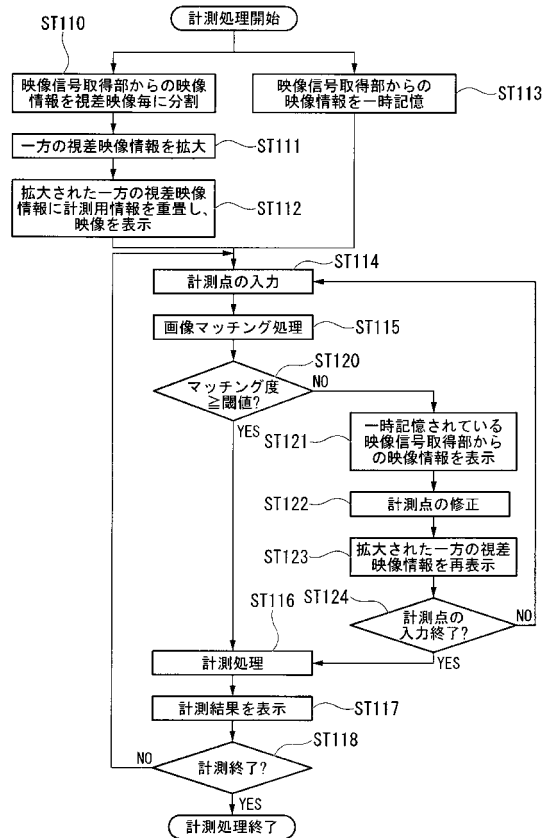 計測処理開始
ST110
映像信号取得部からの映像
情報を視差映像毎に分割
映像信号取得部からの
映像情報を一時記憶
ST113
一方の視差映像情報を拡大
ST111
拡大された一方の視差映像
情報に計測用情報を重畳し、
映像を表示
ST112
ST114
計測点の入力
画像マッチング処理
ST115
ST120
マッチング度
≧閾値?
NO
YES
ST121
一時記憶されている
映像信号取得部から
の映像情報を表示
ST122
計測点の修正
ST123
拡大された一方の視差
映像情報を再表示
ST124
計測点の
入力終了?
NO
YES
ST116
計測処理
計測結果を表示
ST117
ST118
計測終了?
NO
YES
計測処理終了